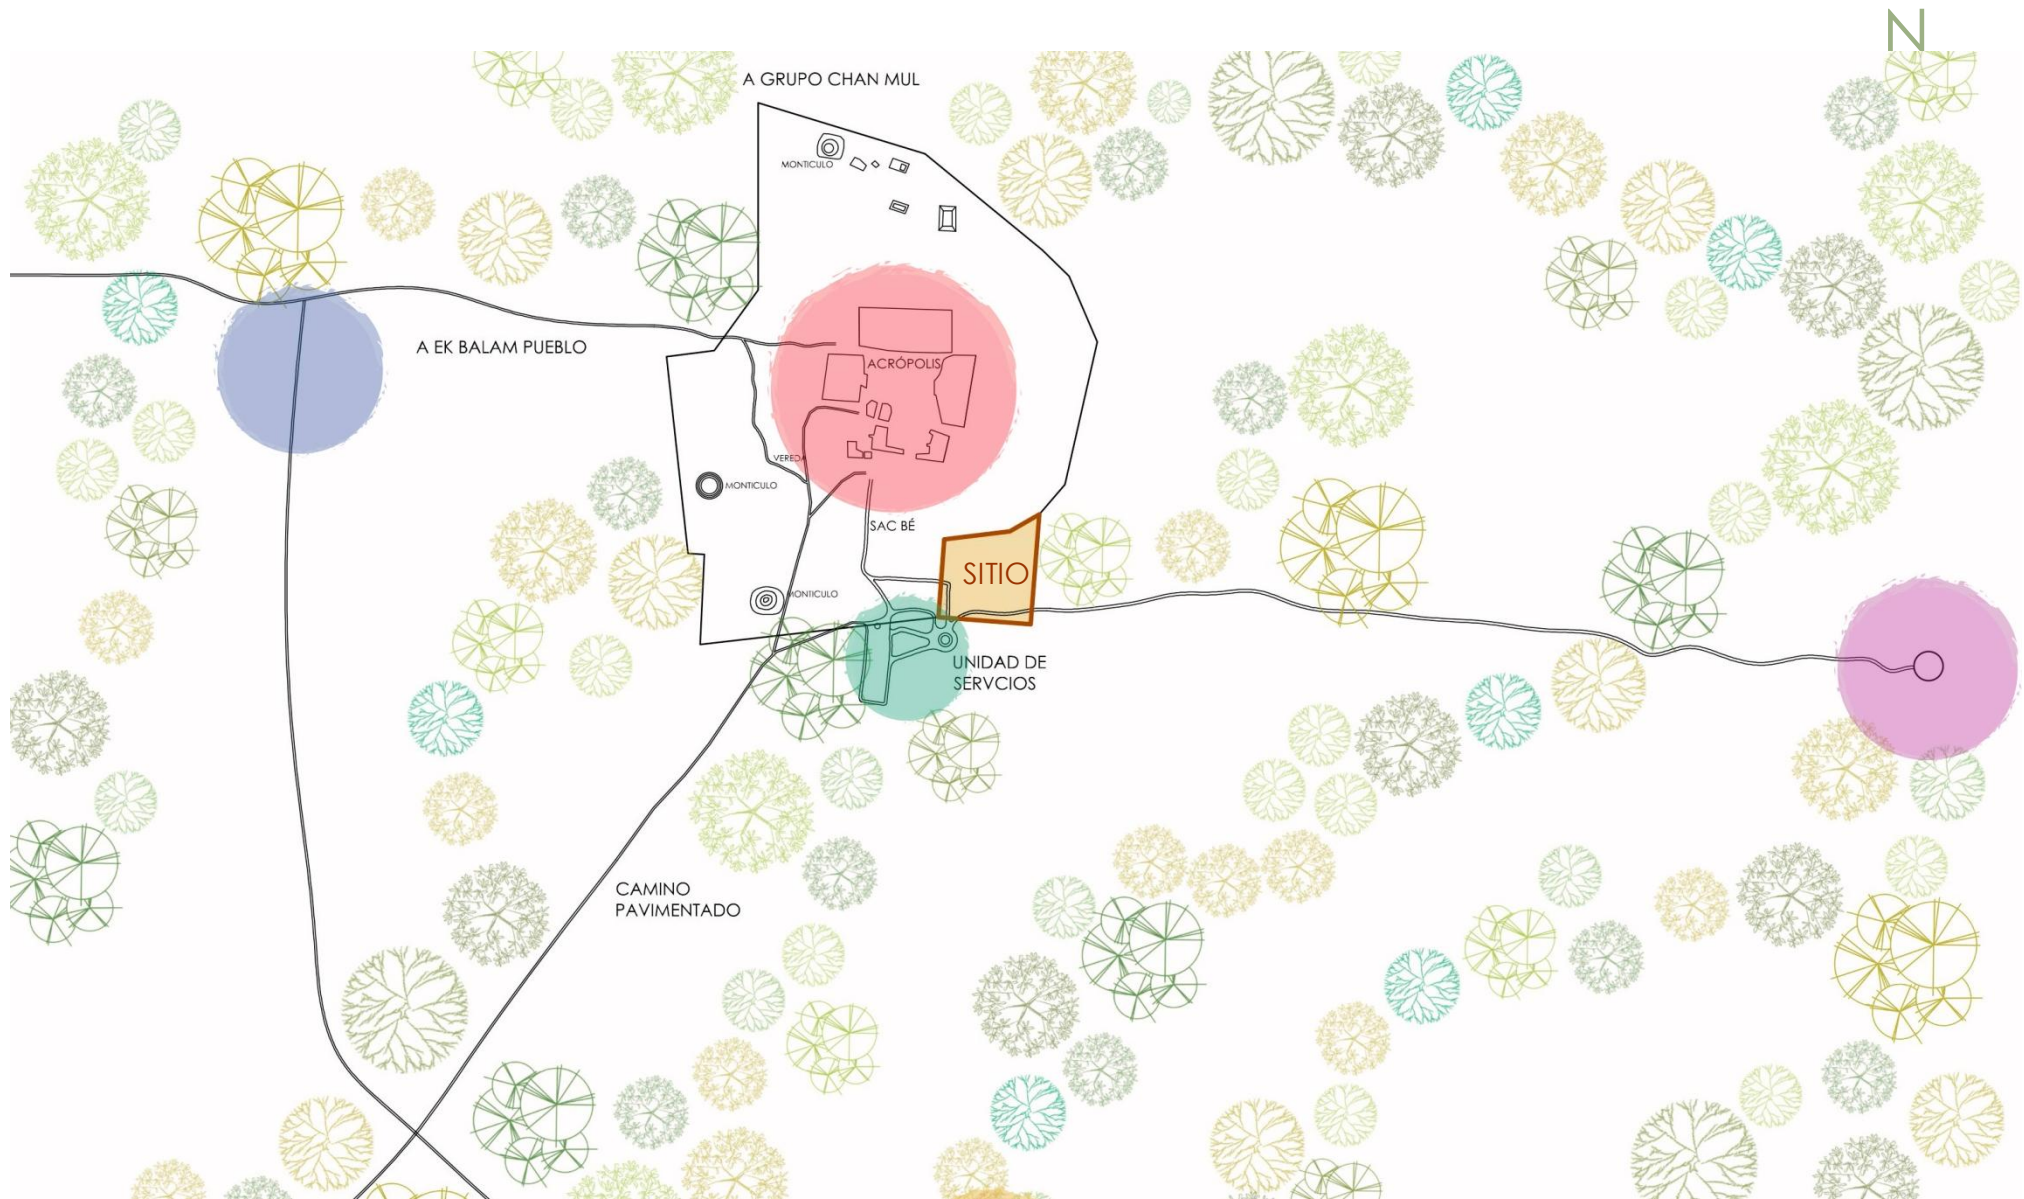 N
A GRUPO CHAN MUL
MONTICULO
A EK BALAM PUEBLO
ACRÓPOLIS
VEREDA
MONTICULO
SAC BÉ
SITIO
MONTICULO
UNIDAD DE
SERVCIOS
CAMINO
PAVIMENTADO